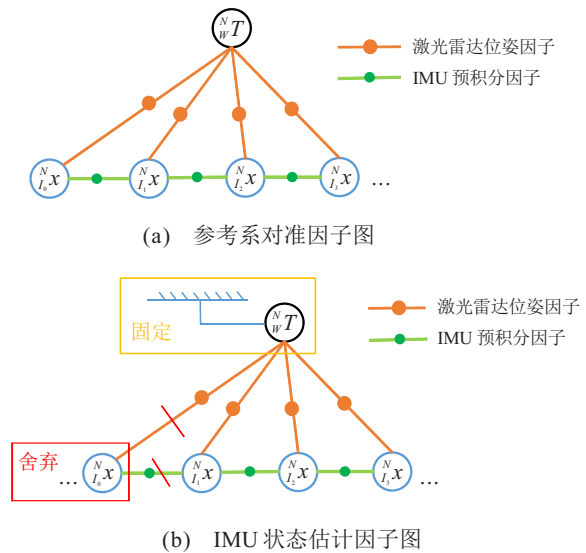 N W T
激光雷达位姿因子
IMU 预积分因子
N I0 x N I1 x N I2 x N I3 x ...
(a) 参考系对准因子图
固定
N W T
激光雷达位姿因子
IMU 预积分因子
舍弃
... N I0 x N I1 x N I2 x N I3 x ...
(b) IMU 状态估计因子图